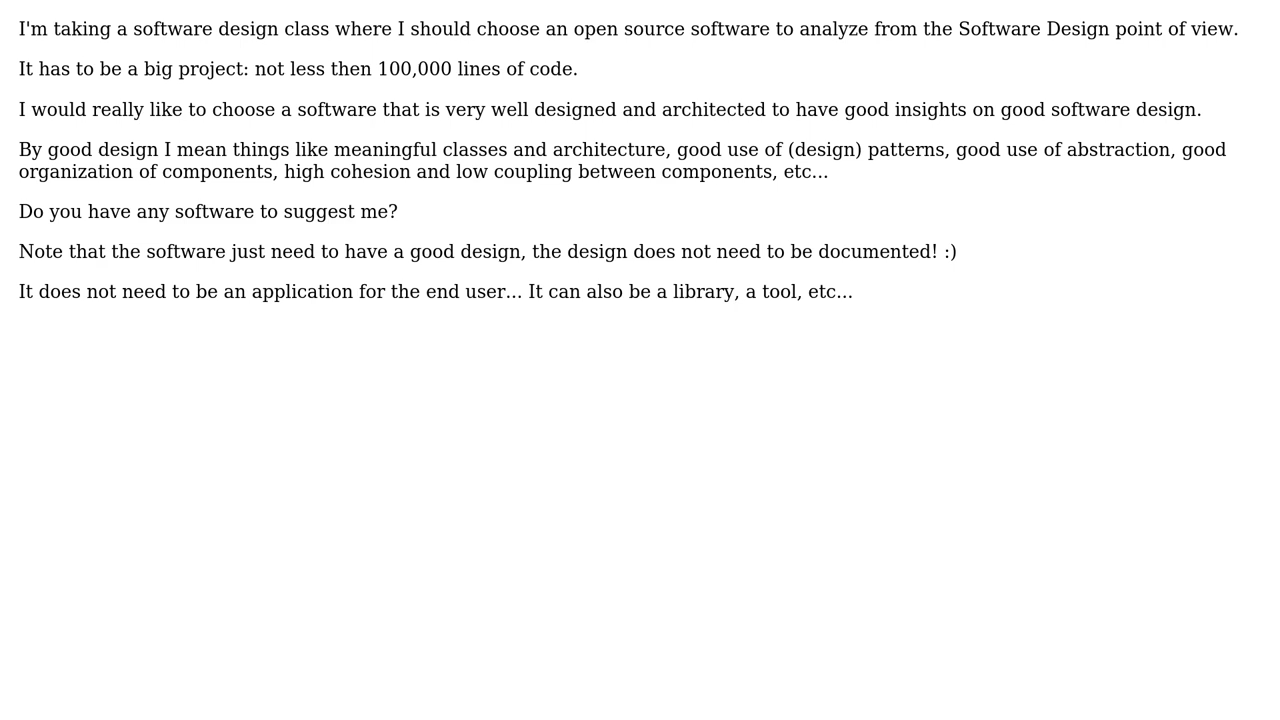 I'm taking a software design class where I should choose an open source software to analyze from the Software Design point of view.
It has to be a big project: not less then 100,000 lines of code.
I would really like to choose a software that is very well designed and architected to have good insights on good software design.
By good design I mean things like meaningful classes and architecture, good use of (design) patterns, good use of abstraction, good
organization of components, high cohesion and low coupling between components, etc...
Do you have any software to suggest me?
Note that the software just need to have a good design, the design does not need to be documented! :)
It does not need to be an application for the end user... It can also be a library, a tool, etc...